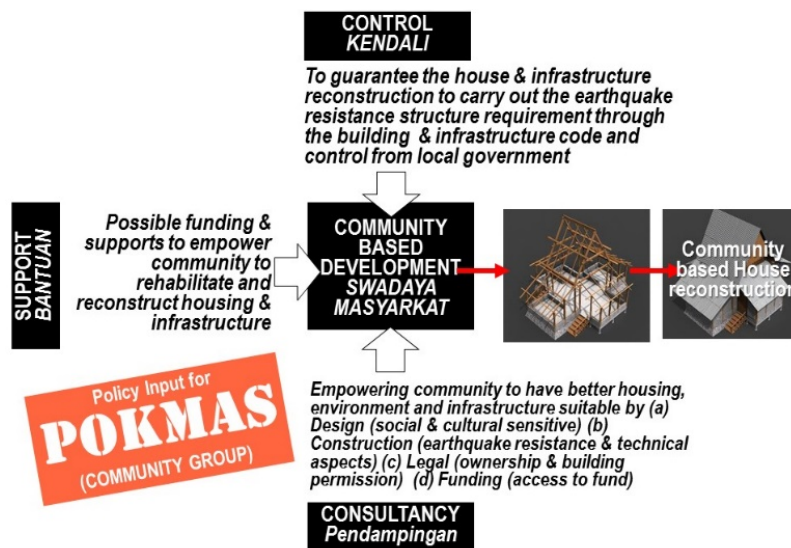 CONTROL
KENDALI
To guarantee the house & infrastructure
reconstruction to carry out the earthquake
resistance structure requirement through
the building & infrastructure code and
control from local government
SUPPORT
BANTUAN
Possible funding &
supports to empower
community to
rehabilitate and
reconstruct housing &
infrastructure
COMMUNITY
BASED
DEVELOPMENT
SWADAYA
MASYARKAT
Community
based House
reconstruction
Policy Input for
POKMAS
(COMMUNITY GROUP)
Empowering community to have better housing,
environment and infrastructure suitable by (a)
Design (social & cultural sensitive) (b)
Construction (earthquake resistance & technical
aspects) (c) Legal (ownership & building
permission) (d) Funding (access to fund)
CONSULTANCY
Pendampingan